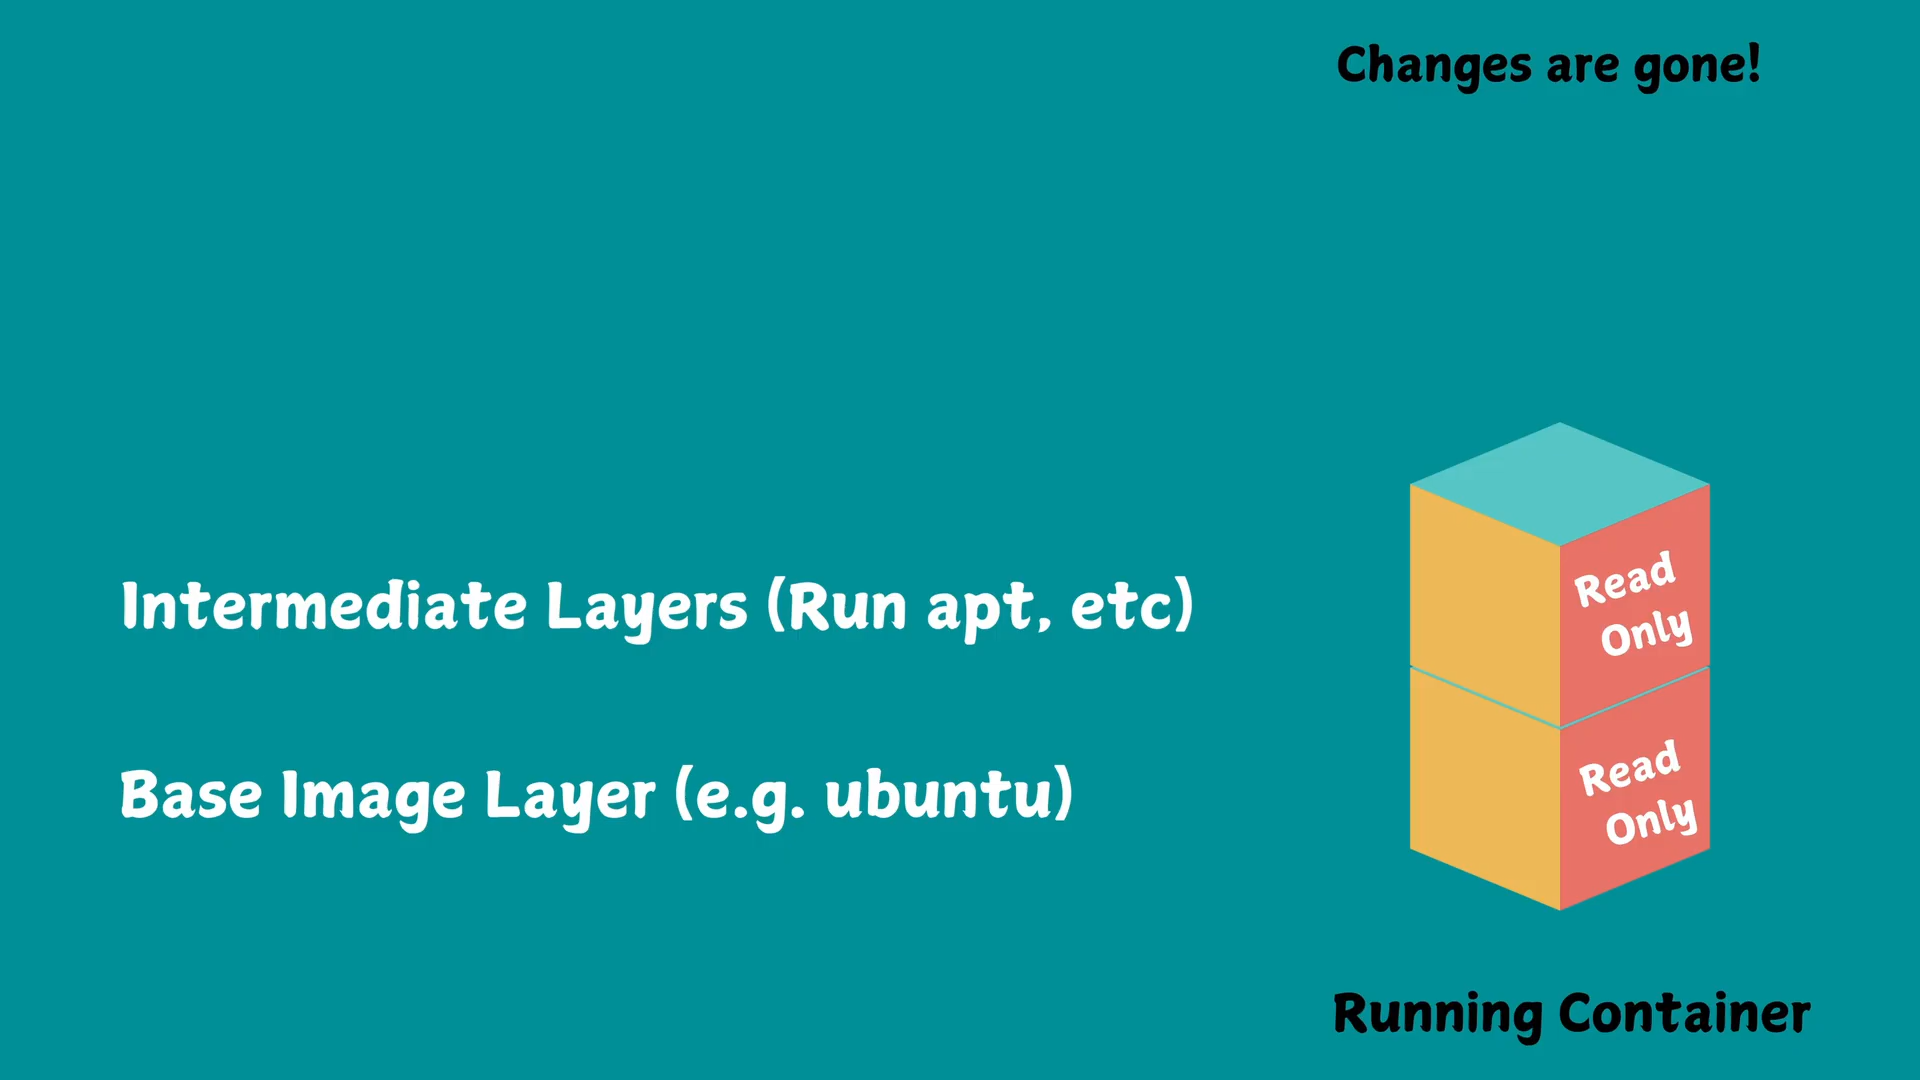 Changes are gone!
Intermediate Layers (Run apt, etc)
Read
Only
Base Image Layer (e.g. ubuntu)
Read
Only
Running Container